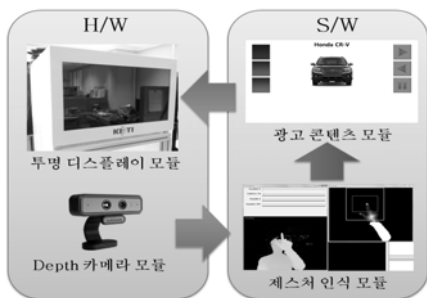 H/W
S/W
Honda CR-V
KETI
투명 디스플레이 모듈
광고 콘텐츠 모듈
Depth 카메라 모듈
제스처 인식 모듈